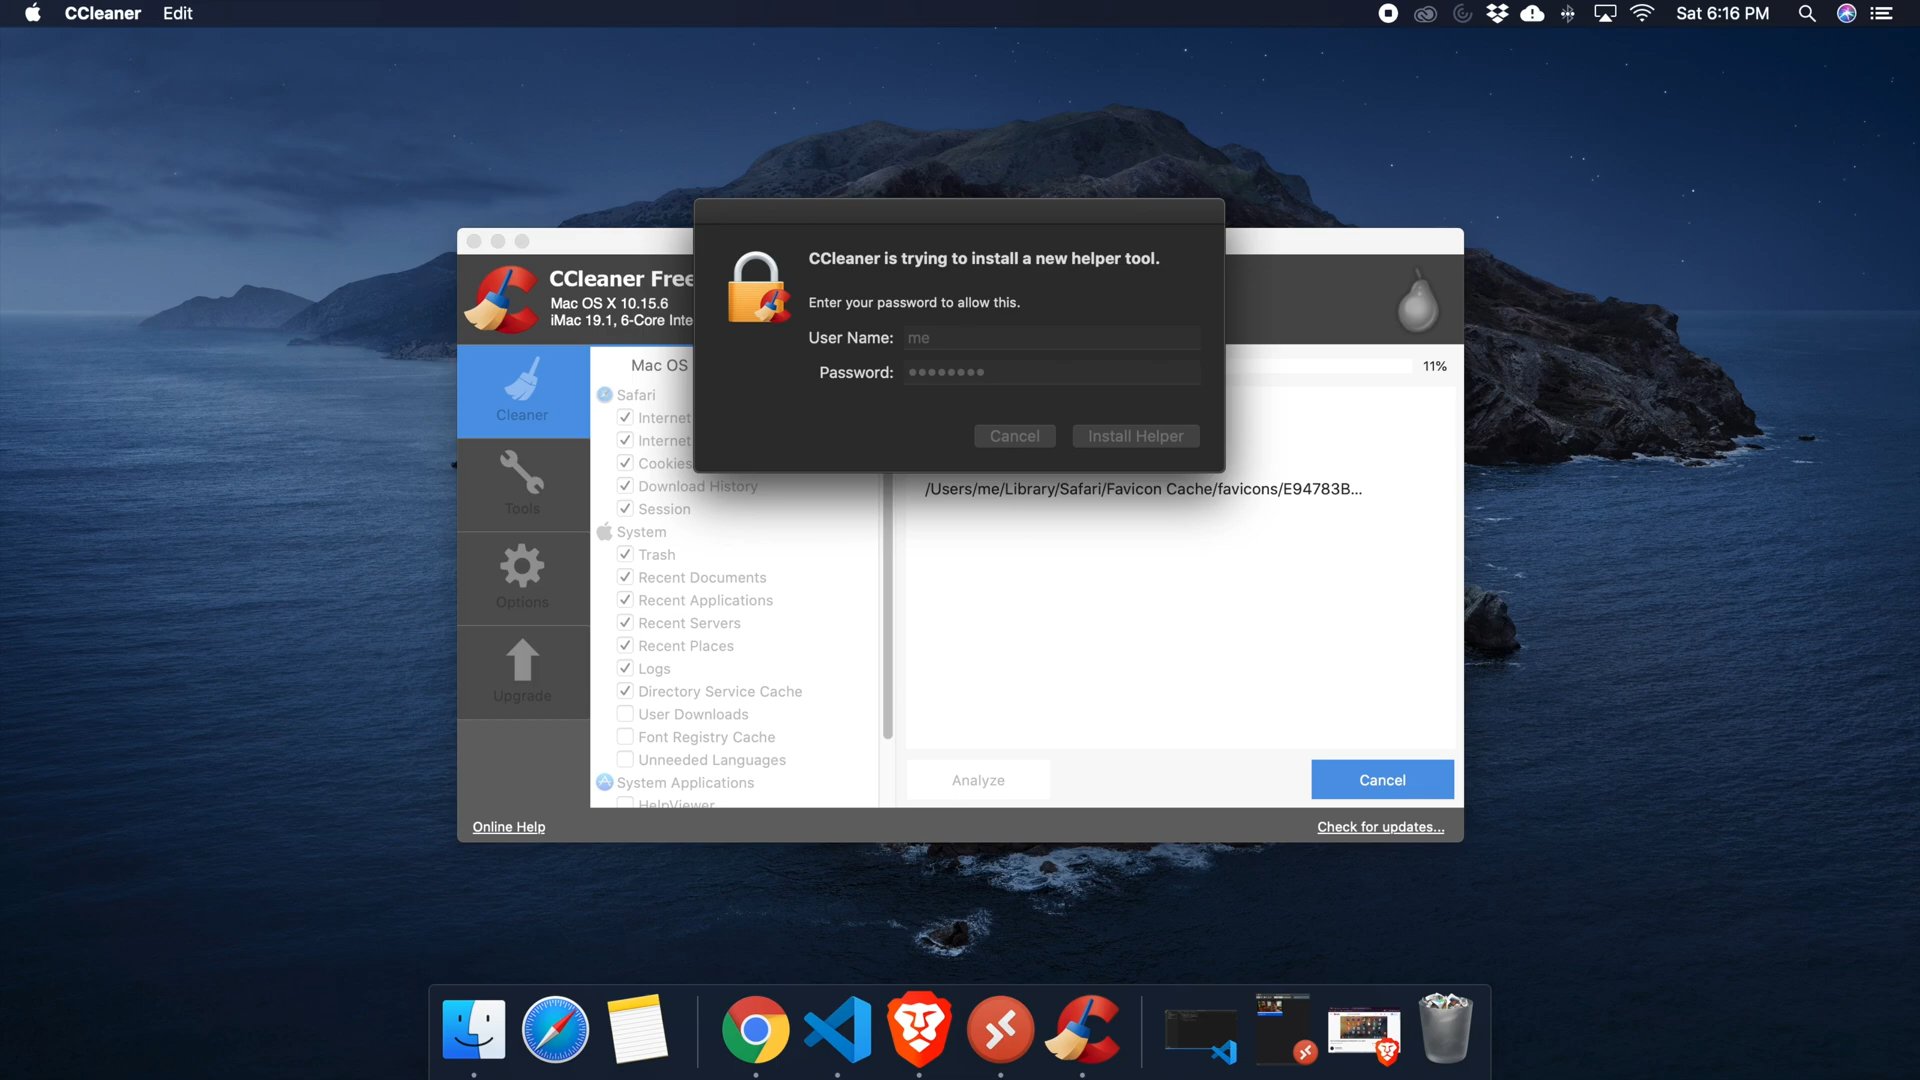 CCleaner Edit
Sat 6:16 PM
CCleaner is trying to install a new helper tool.
Enter your password to allow this.
User Name: me
Password: ••••••••
Cancel
Install Helper
CCleaner Free
Mac OS X 10.15.6
iMac 19.1, 6-Core Inte
Cleaner
Tools
Options
Upgrade
Mac OS
11%
Safari
Internet
Internet
Cookies
Download History
Session
System
Trash
Recent Documents
Recent Applications
Recent Servers
Recent Places
Logs
Directory Service Cache
User Downloads
Font Registry Cache
Unneeded Languages
System Applications
HelpViewer
/Users/me/Library/Safari/Favicon Cache/favicons/E94783B...
Analyze
Cancel
Online Help
Check for updates...